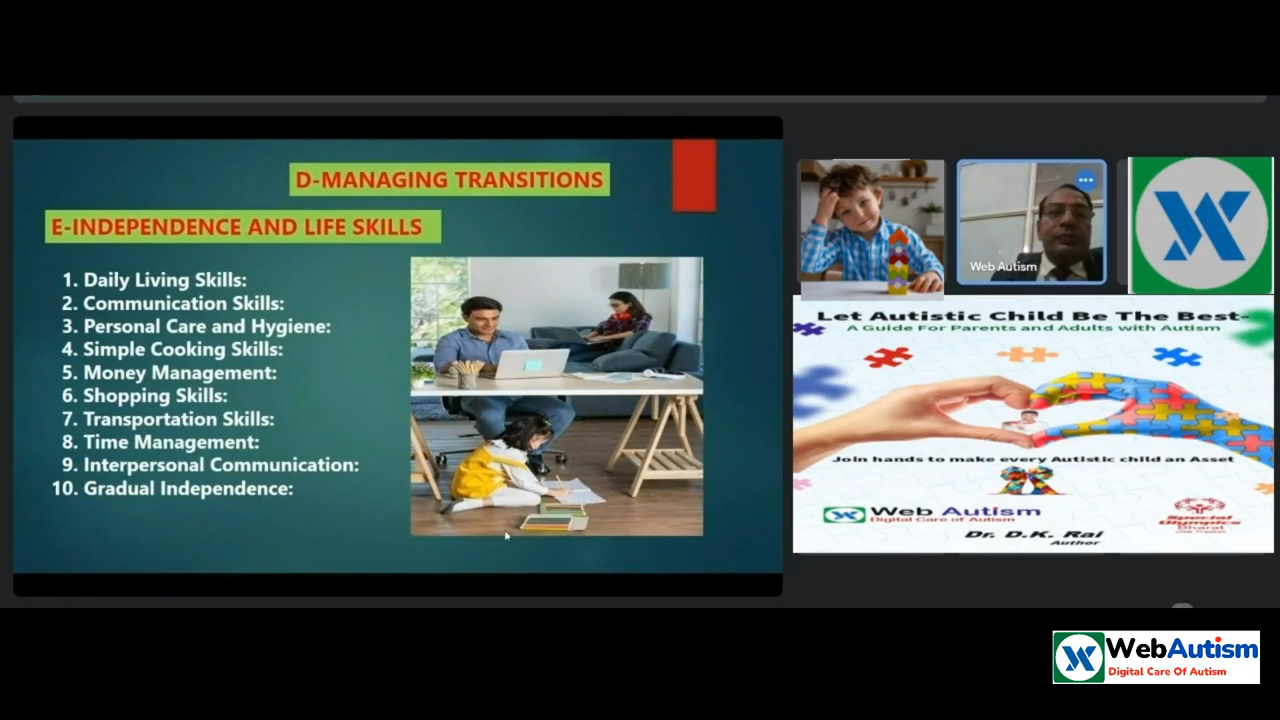 D-MANAGING TRANSITIONS
E-INDEPENDENCE AND LIFE SKILLS
1. Daily Living Skills:
2. Communication Skills:
3. Personal Care and Hygiene:
4. Simple Cooking Skills:
5. Money Management:
6. Shopping Skills:
7. Transportation Skills:
8. Time Management:
9. Interpersonal Communication:
10. Gradual Independence:
Web Autism
Let Autistic Child Be The Best-
A Guide For Parents and Adults with Autism
Join hands to make every Autistic child an Asset
Web Autism
Digital Care of Autism
Special
Olympics
Bharat
Dr. D.K. Rai
Author
WebAutism
Digital Care Of Autism